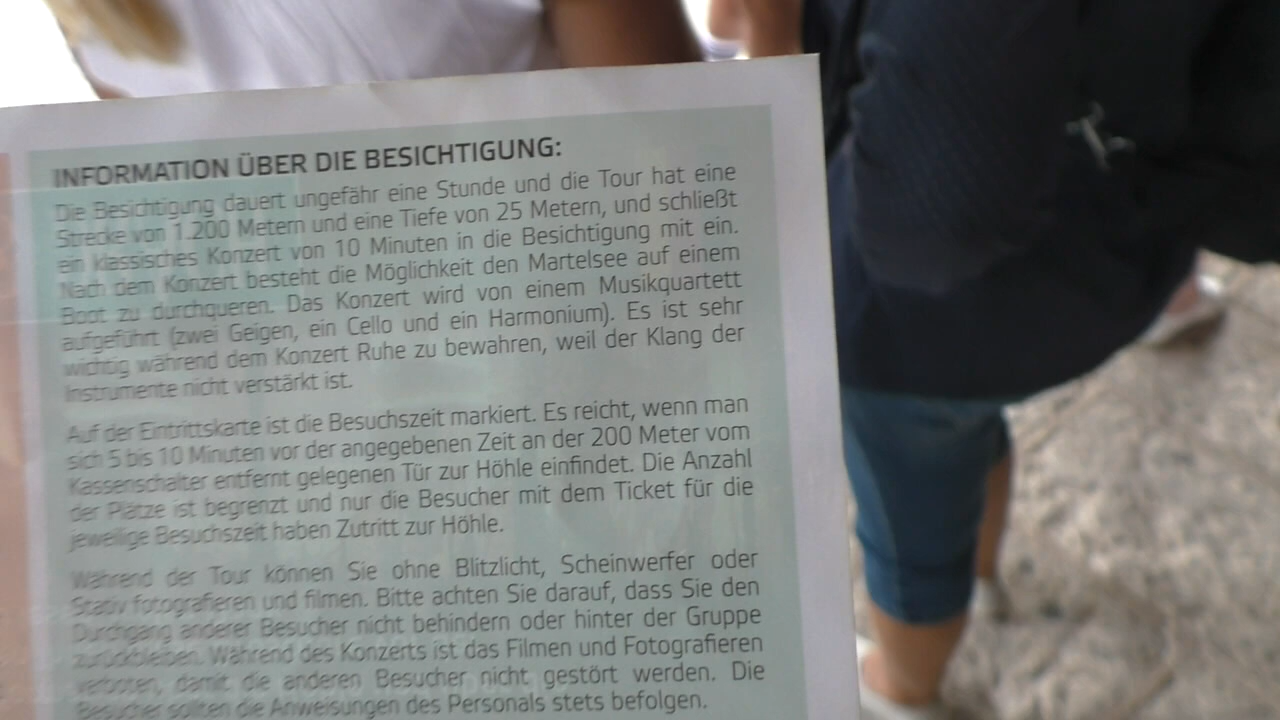 INFORMATION ÜBER DIE BESICHTIGUNG:
Die Besichtigung dauert ungefähr eine Stunde und die Tour hat eine
Strecke von 1.200 Metern und eine Tiefe von 25 Metern, und schließt
ein klassisches Konzert von 10 Minuten in die Besichtigung mit ein.
Nach dem Konzert besteht die Möglichkeit den Martelsee auf einem
Boot zu durchqueren. Das Konzert wird von einem Musikquartett
aufgeführt (zwei Geigen, ein Cello und ein Harmonium). Es ist sehr
wichtig während dem Konzert Ruhe zu bewahren, weil der Klang der
Instrumente nicht verstärkt ist.
Auf der Eintrittskarte ist die Besuchszeit markiert. Es reicht, wenn man
sich 5 bis 10 Minuten vor der angegebenen Zeit an der 200 Meter vom
Kassenschalter entfernt gelegenen Tür zur Höhle einfindet. Die Anzahl
der Plätze ist begrenzt und nur die Besucher mit dem Ticket für die
jeweilige Besuchszeit haben Zutritt zur Höhle.
Während der Tour können Sie ohne Blitzlicht, Scheinwerfer oder
Stativ fotografieren und filmen. Bitte achten Sie darauf, dass Sie den
Durchgang anderer Besucher nicht behindern oder hinter der Gruppe
zurückbleiben. Während des Konzerts ist das Filmen und Fotografieren
verboten, damit die anderen Besucher nicht gestört werden. Die
Besucher sollten die Anweisungen des Personals stets befolgen.